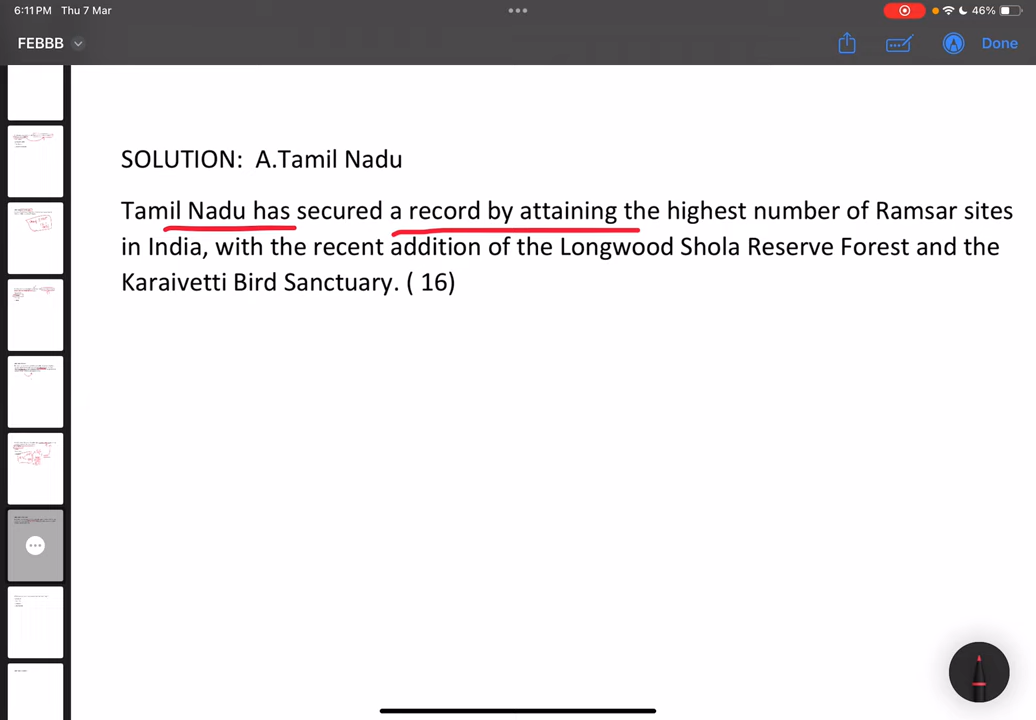 6:11 PM Thu 7 Mar
46%
FEBBB
Done
SOLUTION: A.Tamil Nadu
Tamil Nadu has secured a record by attaining the highest number of Ramsar sites
in India, with the recent addition of the Longwood Shola Reserve Forest and the
Karaivetti Bird Sanctuary. ( 16)